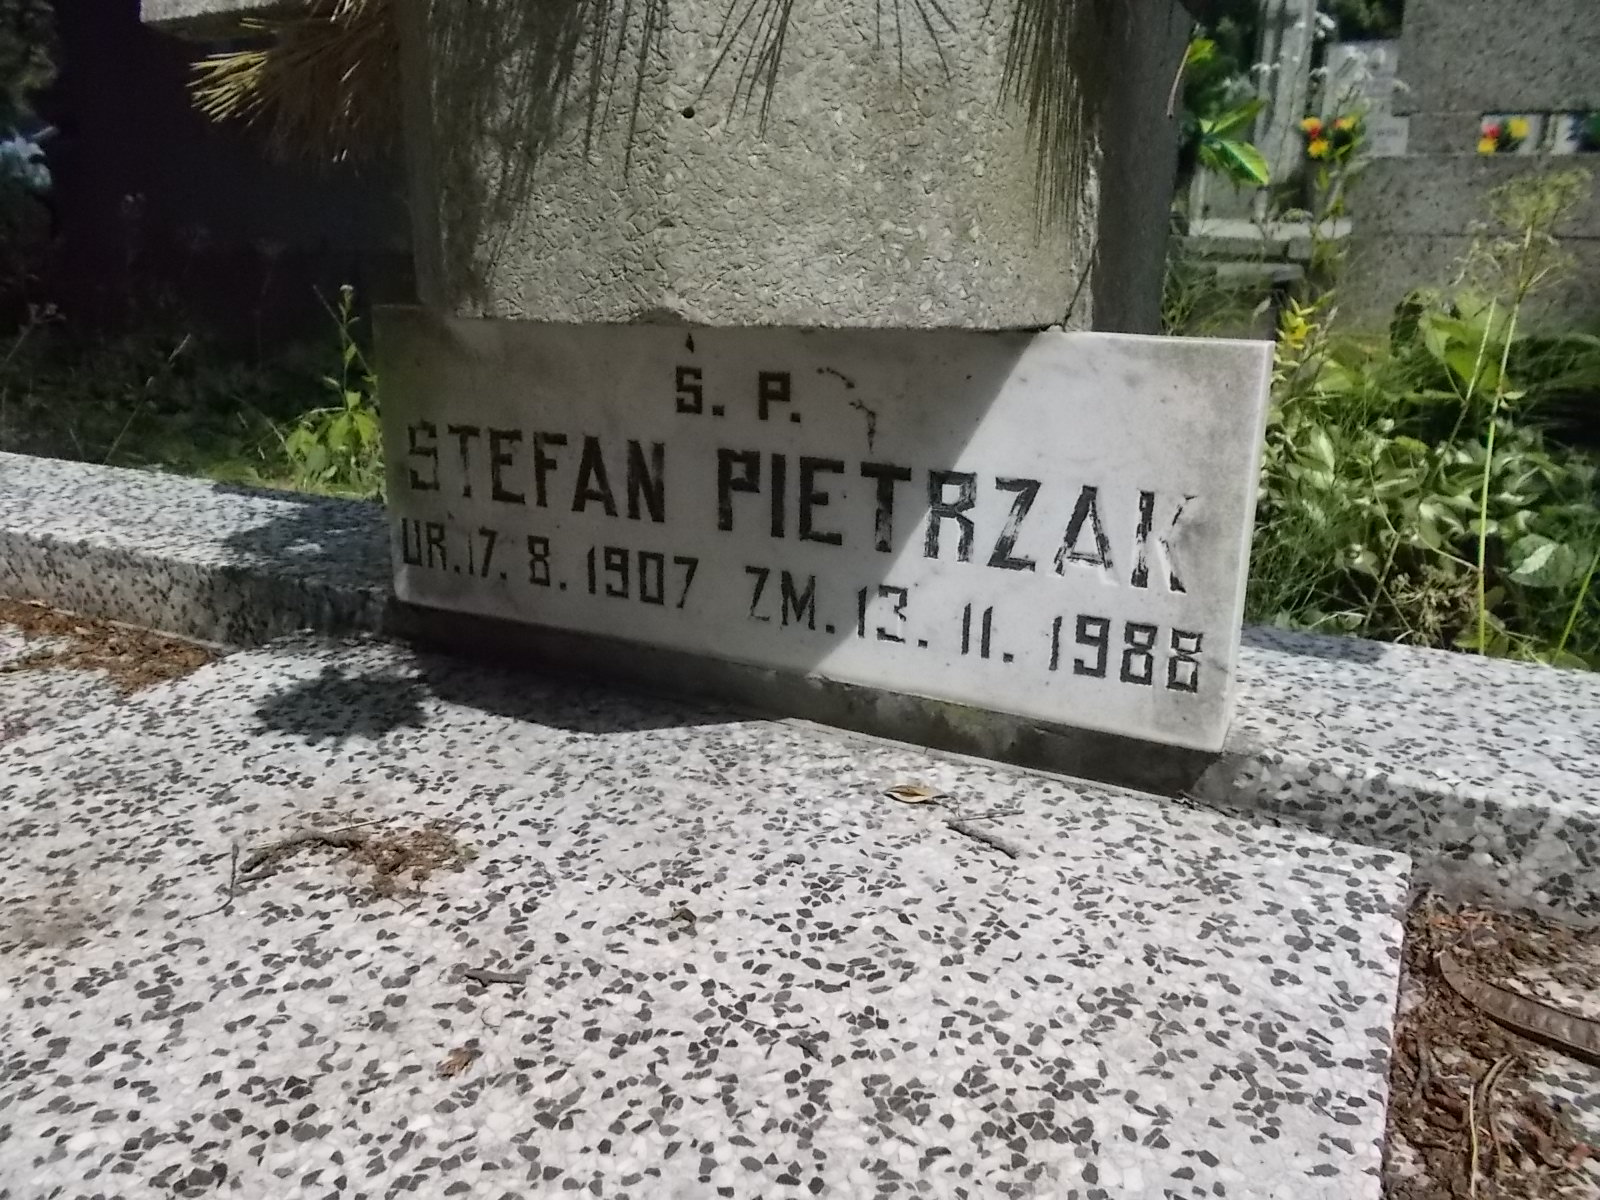 Ś. P.
STEFAN PIETRZAK
UR. 17. 8. 1907 ZM. 13. 11. 1988